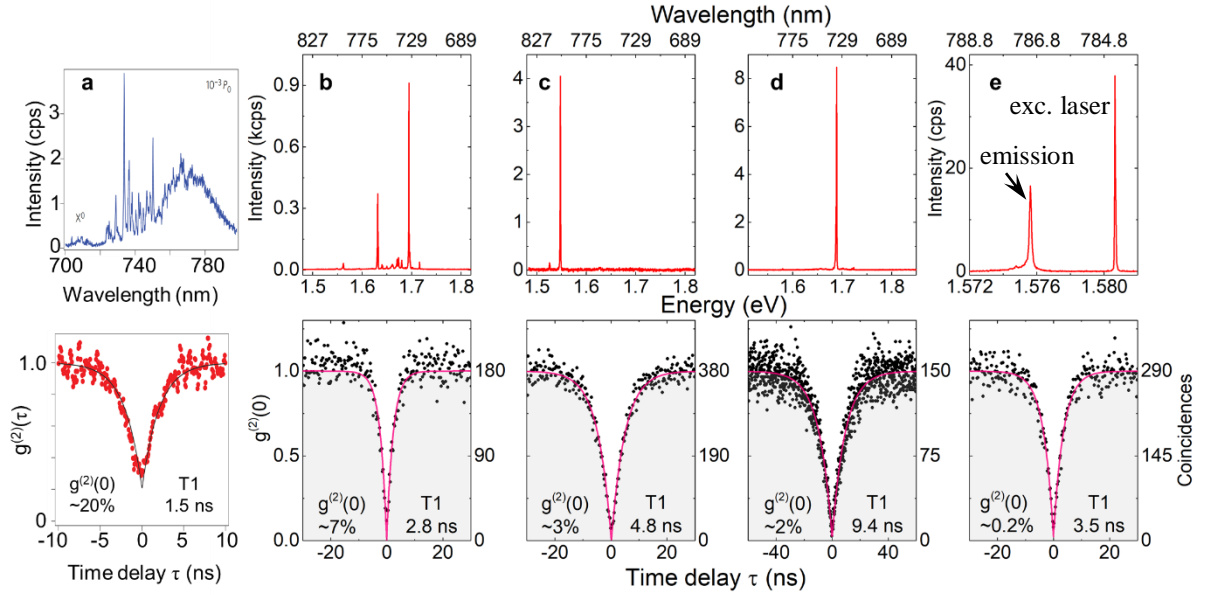 Wavelength (nm)
827 775 729 689
827 775 729 689
775 729 689
788.8 786.8 784.8
a
10⁻³P₀
X⁰
Intensity (cps)
3
2
1
0
700 740 780
Wavelength (nm)
b
Intensity (kcps)
0.9
0.6
0.3
0.0
1.5 1.6 1.7 1.8
c
Intensity (kcps)
4
3
2
1
0
1.5 1.6 1.7 1.8
d
Intensity (kcps)
8
6
4
2
0
1.6 1.7 1.8
e
exc. laser
emission
Intensity (cps)
40
20
0
1.572 1.576 1.580
Energy (eV)
g⁽²⁾(τ)
1.0
0
g⁽²⁾(0)
~20%
T1
1.5 ns
-10 -5 0 5 10
Time delay τ (ns)
g⁽²⁾(0)
1.0
0.5
0.0
g⁽²⁾(0)
~7%
T1
2.8 ns
180
90
0
-20 0 20
g⁽²⁾(0)
~3%
T1
4.8 ns
380
190
0
-20 0 20
g⁽²⁾(0)
~2%
T1
9.4 ns
150
75
0
-40 0 40
g⁽²⁾(0)
~0.2%
T1
3.5 ns
290
145
0
-20 0 20
Coincidences
Time delay τ (ns)